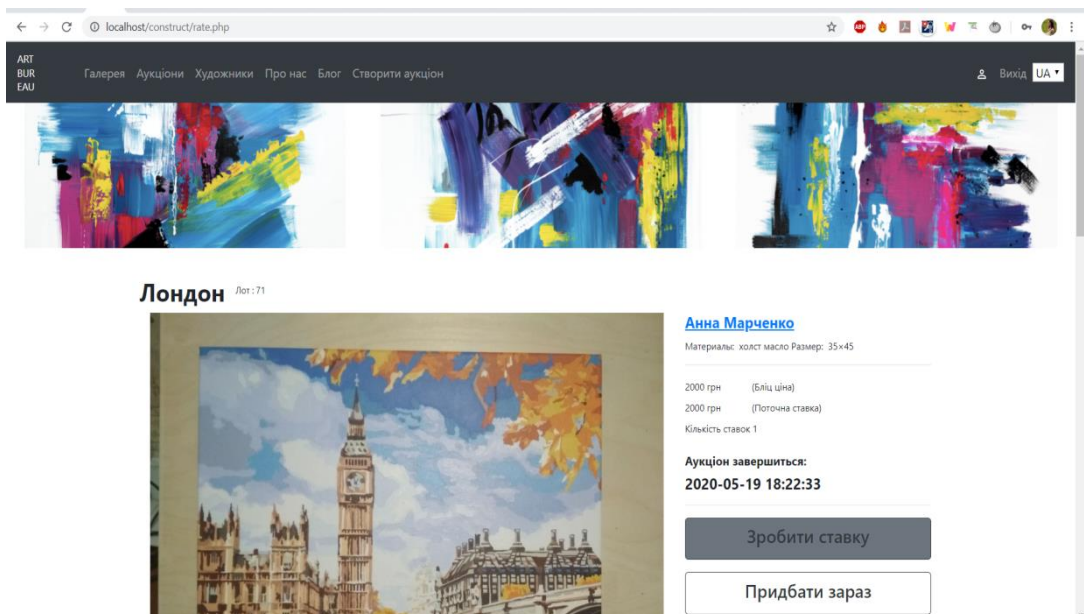 localhost/construct/rate.php
ABP
ART
BUR
EAU
Галерея Аукціони Художники Про нас Блог Створити аукціон
Вихід UA
Лондон Лот : 71
Анна Марченко
Материалы: холст масло Размер: 35×45
2000 грн (Бліц ціна)
2000 грн (Поточна ставка)
Кількість ставок 1
Аукціон завершиться:
2020-05-19 18:22:33
Зробити ставку
Придбати зараз